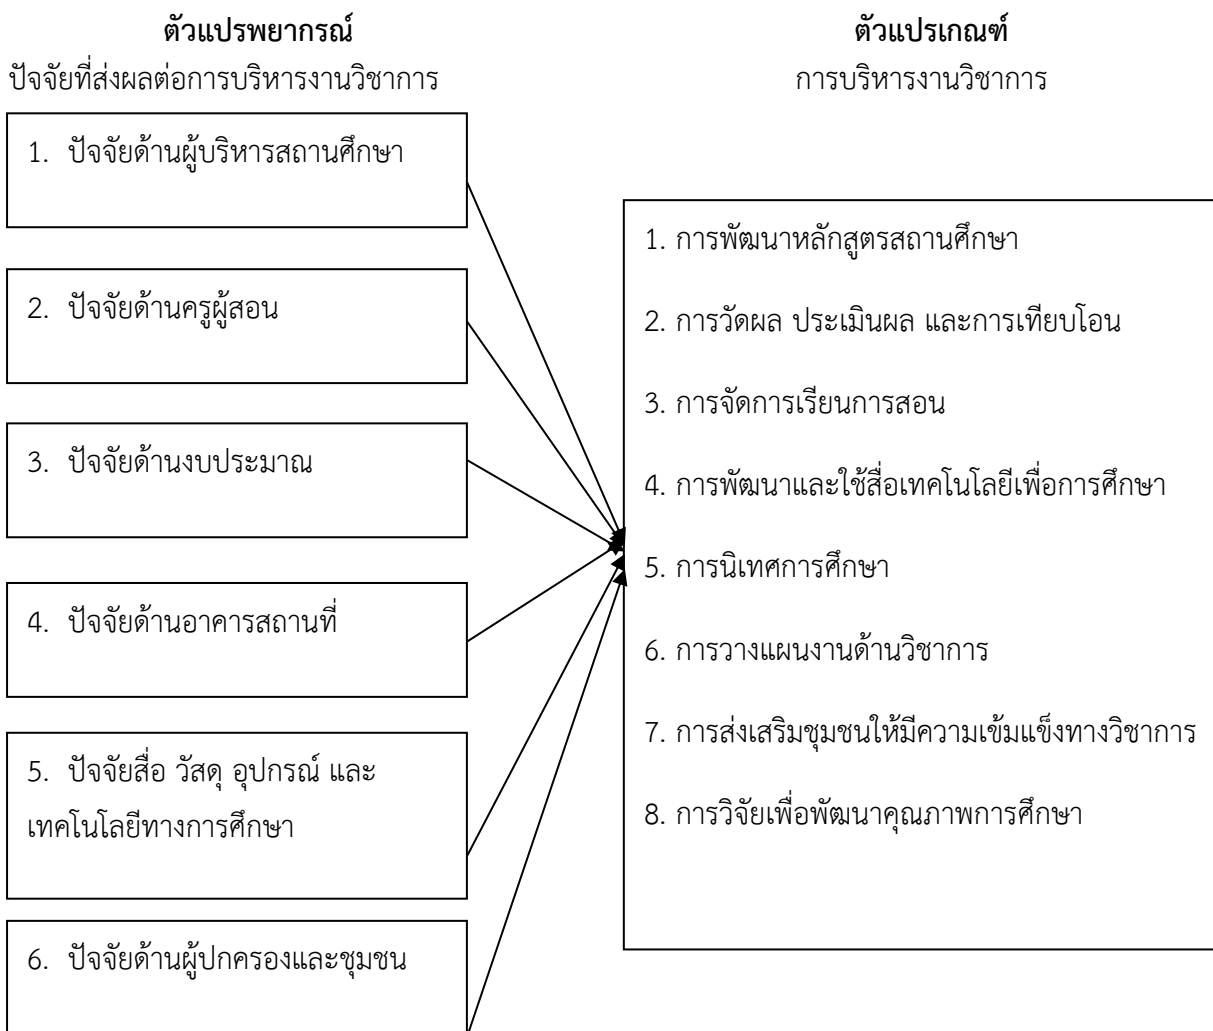 ตัวแปรพยากรณ์
ปัจจัยที่ส่งผลต่อการบริหารงานวิชาการ
1. ปัจจัยด้านผู้บริหารสถานศึกษา
2. ปัจจัยด้านครูผู้สอน
3. ปัจจัยด้านงบประมาณ
4. ปัจจัยด้านอาคารสถานที่
5. ปัจจัยสื่อ วัสดุ อุปกรณ์ และ
เทคโนโลยีทางการศึกษา
6. ปัจจัยด้านผู้ปกครองและชุมชน
ตัวแปรเกณฑ์
การบริหารงานวิชาการ
1. การพัฒนาหลักสูตรสถานศึกษา
2. การวัดผล ประเมินผล และการเทียบโอน
3. การจัดการเรียนการสอน
4. การพัฒนาและใช้สื่อเทคโนโลยีเพื่อการศึกษา
5. การนิเทศการศึกษา
6. การวางแผนงานด้านวิชาการ
7. การส่งเสริมชุมชนให้มีความเข้มแข็งทางวิชาการ
8. การวิจัยเพื่อพัฒนาคุณภาพการศึกษา